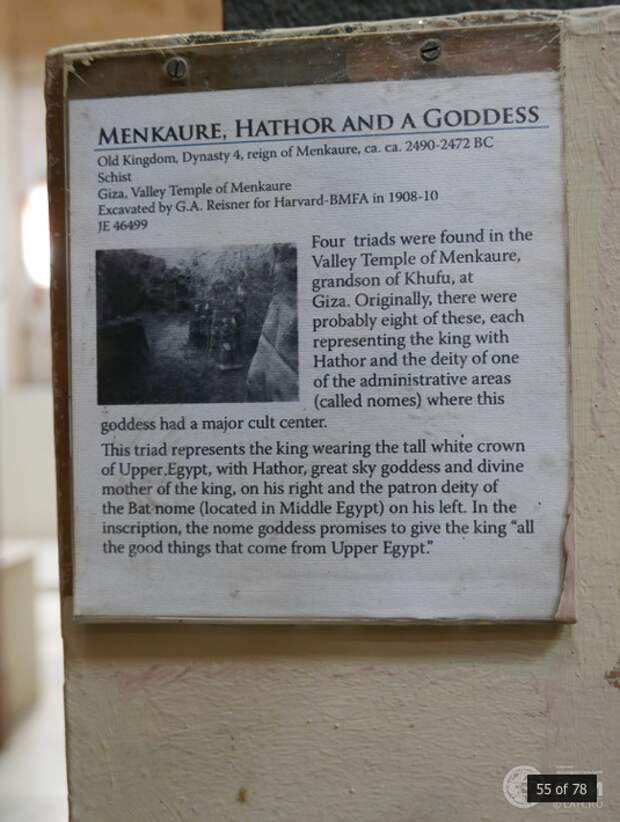 MENKAURE, HATHOR AND A GODDESS
Old Kingdom, Dynasty 4, reign of Menkaure, ca. ca. 2490-2472 BC
Schist
Giza, Valley Temple of Menkaure
Excavated by G.A. Reisner for Harvard-BMFA in 1908-10
JE 46499
Four triads were found in the
Valley Temple of Menkaure,
grandson of Khufu, at
Giza. Originally, there were
probably eight of these, each
representing the king with
Hathor and the deity of one
of the administrative areas
(called nomes) where this
goddess had a major cult center.
This triad represents the king wearing the tall white crown
of Upper Egypt, with Hathor, great sky goddess and divine
mother of the king, on his right and the patron deity of
the Bat nome (located in Middle Egypt) on his left. In the
inscription, the nome goddess promises to give the king "all
the good things that come from Upper Egypt."
55 of 78